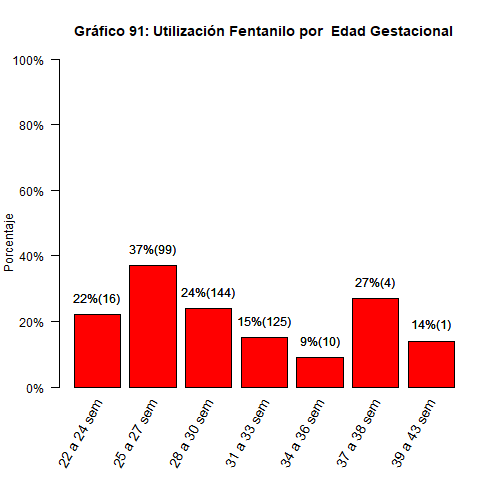 Gráfico 91: Utilización Fentanilo por  Edad Gestacional
Porcentaje
100%
80%
60%
40%
20%
0%
22%(16)
37%(99)
24%(144)
15%(125)
9%(10)
27%(4)
14%(1)
22 a 24 sem
25 a 27 sem
28 a 30 sem
31 a 33 sem
34 a 36 sem
37 a 38 sem
39 a 43 sem